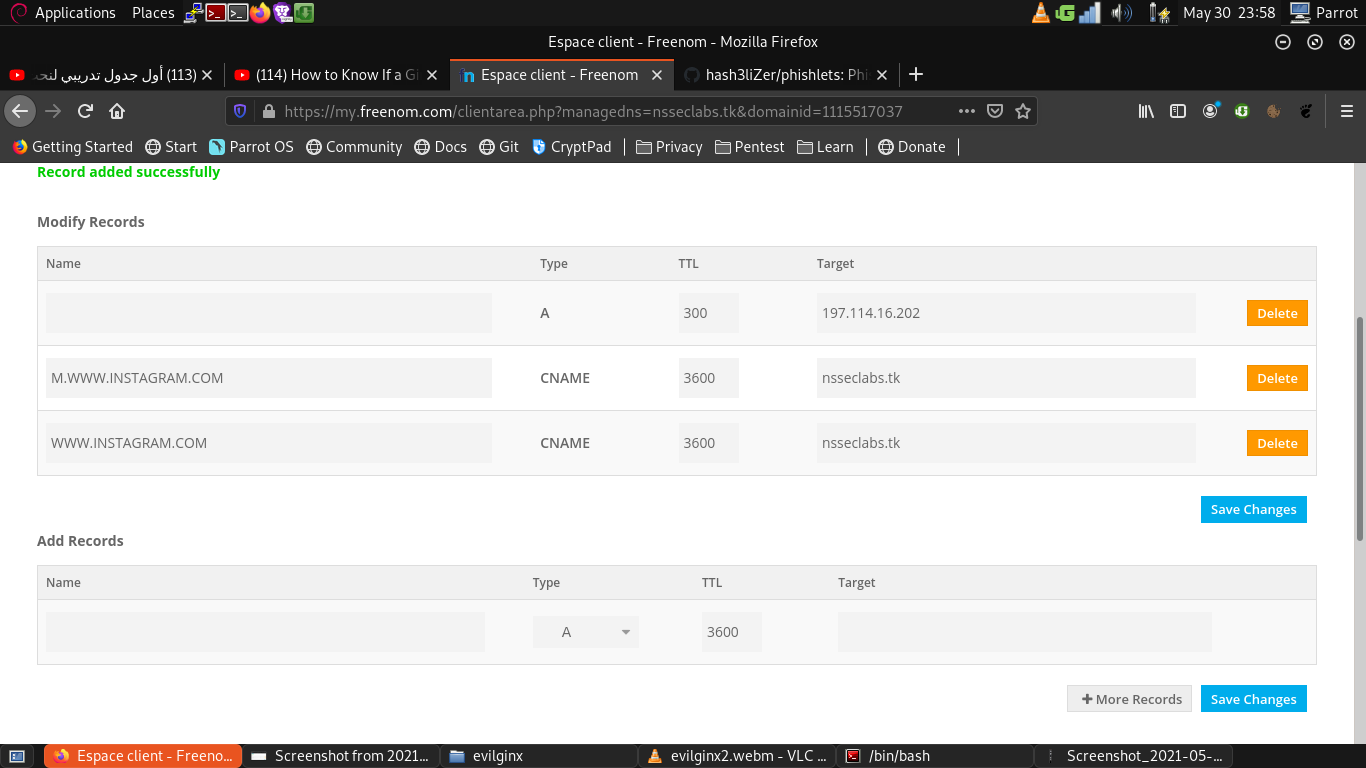 Applications Places May 30 23:58 Parrot
Espace client - Freenom - Mozilla Firefox
(113) أول جدول تدريبي لنحت (114) How to Know If a Gi Espace client - Freenom hash3liZer/phishlets: Phi
https://my.freenom.com/clientarea.php?managedns=nsseclabs.tk&domainid=1115517037
Getting Started Start Parrot OS Community Docs Git CryptPad Privacy Pentest Learn Donate
Record added successfully
Modify Records
Name Type TTL Target
A 300 197.114.16.202 Delete
M.WWW.INSTAGRAM.COM CNAME 3600 nsseclabs.tk Delete
WWW.INSTAGRAM.COM CNAME 3600 nsseclabs.tk Delete
Save Changes
Add Records
Name Type TTL Target
A 3600
+ More Records Save Changes
Espace client - Freeno... Screenshot from 2021... evilginx evilginx2.webm - VLC ... /bin/bash Screenshot_2021-05-...